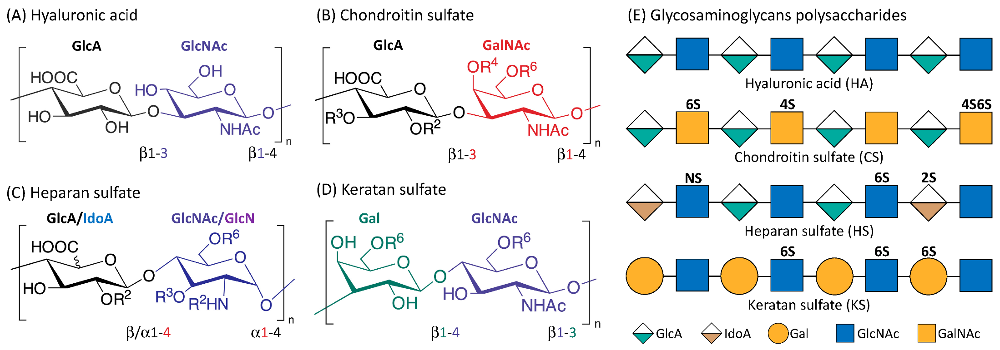 (A) Hyaluronic acid
GlcA GlcNAc
HOOC O HO OH O
HO OH O NHAc O
n
β1-3 β1-4
(B) Chondroitin sulfate
GlcA GalNAc
HOOC O OR⁴ OR⁶ O
R³O OR² O NHAc O
n
β1-3 β1-4
(C) Heparan sulfate
GlcA/IdoA GlcNAc/GlcN
HOOC O OR⁶ O
HO OR² O R³O R²HN O
n
β/α1-4 α1-4
(D) Keratan sulfate
Gal GlcNAc
OH OR⁶ O OR⁶ O
OH O HO NHAc O
n
β1-4 β1-3
(E) Glycosaminoglycans polysaccharides
Hyaluronic acid (HA)
6S 4S 4S6S
Chondroitin sulfate (CS)
NS 6S 2S
Heparan sulfate (HS)
6S 6S 6S
Keratan sulfate (KS)
GlcA IdoA Gal GlcNAc GalNAc